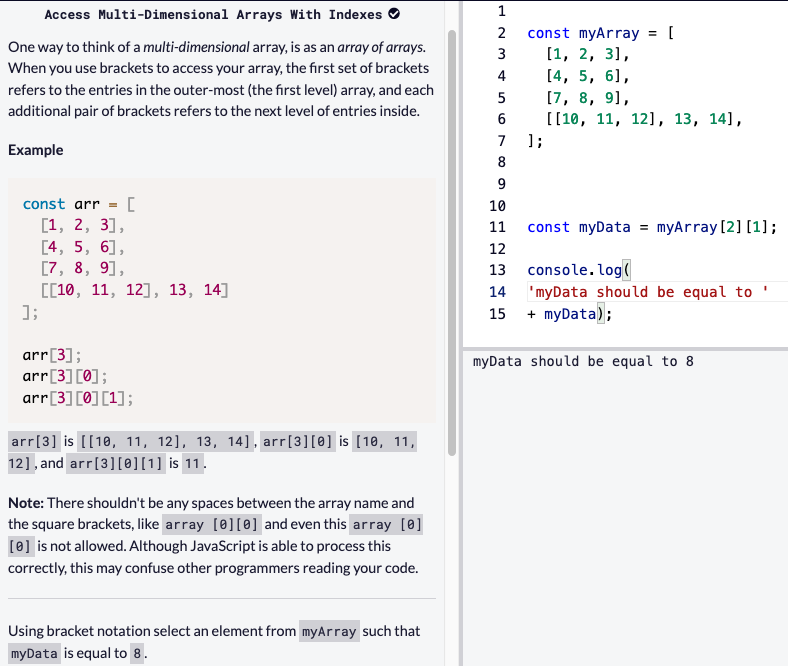 Access Multi-Dimensional Arrays With Indexes
One way to think of a multi-dimensional array, is as an array of arrays.
When you use brackets to access your array, the first set of brackets
refers to the entries in the outer-most (the first level) array, and each
additional pair of brackets refers to the next level of entries inside.
Example
const arr = [
  [1, 2, 3],
  [4, 5, 6],
  [7, 8, 9],
  [[10, 11, 12], 13, 14]
];
arr[3];
arr[3][0];
arr[3][0][1];
arr[3] is [[10, 11, 12], 13, 14], arr[3][0] is [10, 11,
12], and arr[3][0][1] is 11.
Note: There shouldn't be any spaces between the array name and
the square brackets, like array [0][0] and even this array [0]
[0] is not allowed. Although JavaScript is able to process this
correctly, this may confuse other programmers reading your code.
Using bracket notation select an element from myArray such that
myData is equal to 8.
1
2 const myArray = [
3   [1, 2, 3],
4   [4, 5, 6],
5   [7, 8, 9],
6   [[10, 11, 12], 13, 14],
7 ];
8
9
10
11 const myData = myArray[2][1];
12
13 console.log(
14 'myData should be equal to '
15 + myData);
myData should be equal to 8